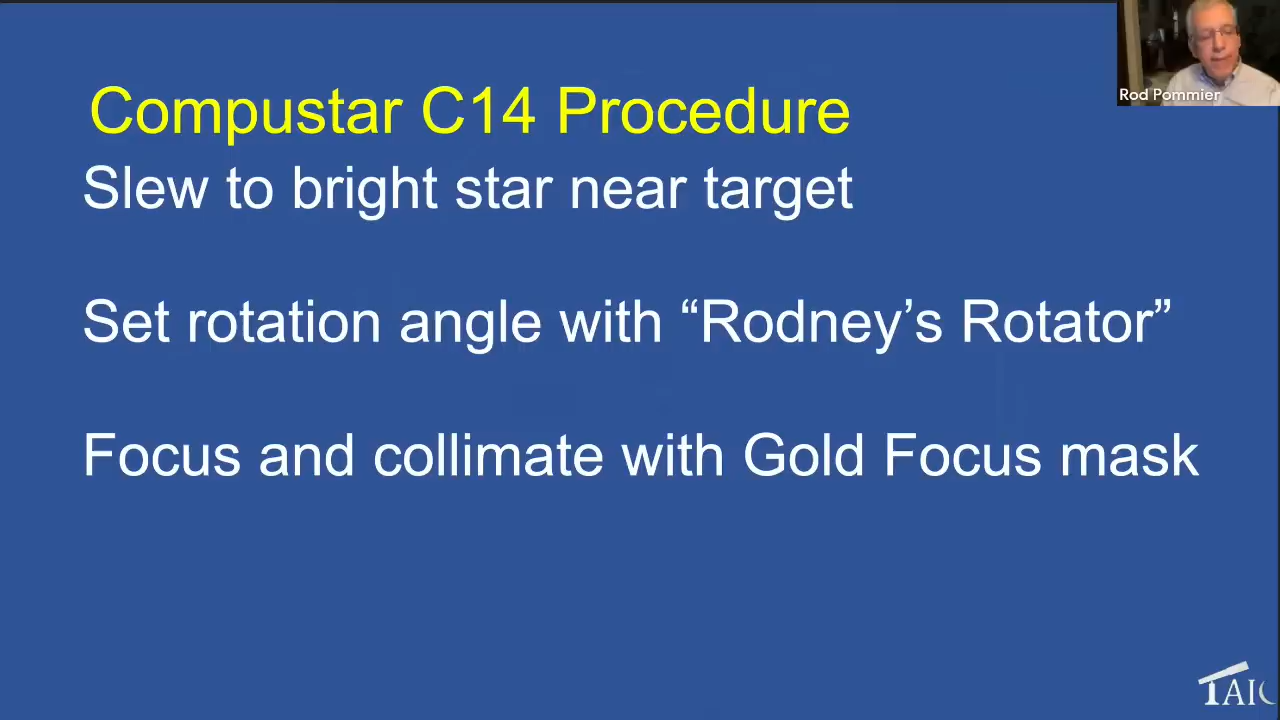 Compustar C14 Procedure
Rod Pommier
Slew to bright star near target
Set rotation angle with “Rodney’s Rotator”
Focus and collimate with Gold Focus mask
TAIC